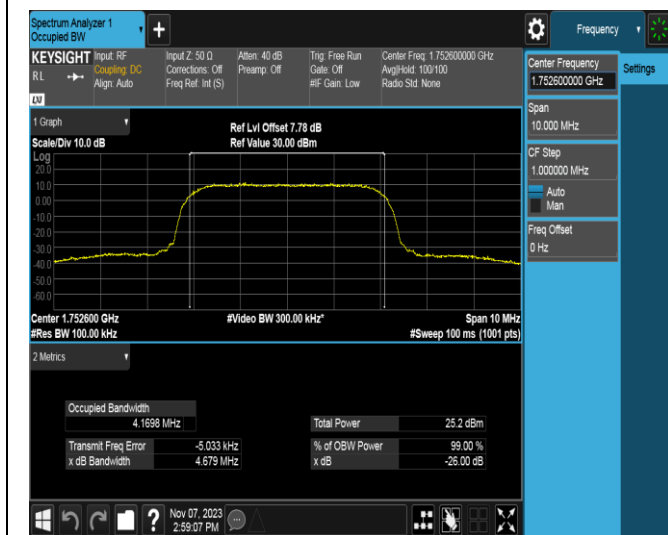 Spectrum Analyzer 1
Occupied BW
Frequency
KEYSIGHT
RL
LXI
Input: RF
Coupling: DC
Align: Auto
Input Z: 50 Ω
Corrections: Off
Freq Ref: Int (S)
Atten: 40 dB
Preamp: Off
Trig: Free Run
Gate: Off
#IF Gain: Low
Center Freq: 1.752600000 GHz
Avg|Hold: 100/100
Radio Std: None
Center Frequency
1.752600000 GHz
Settings
Span
10.000 MHz
CF Step
1.000000 MHz
Auto
Man
Freq Offset
0 Hz
1 Graph
Scale/Div 10.0 dB
Ref Lvl Offset 7.78 dB
Ref Value 30.00 dBm
Log
20.0
10.0
0.00
-10.0
-20.0
-30.0
-40.0
-50.0
-60.0
Center 1.752600 GHz
#Video BW 300.00 kHz*
Span 10 MHz
#Res BW 100.00 kHz
#Sweep 100 ms (1001 pts)
2 Metrics
Occupied Bandwidth
4.1698 MHz
Total Power 25.2 dBm
Transmit Freq Error -5.033 kHz
% of OBW Power 99.00 %
x dB Bandwidth 4.679 MHz
x dB -26.00 dB
?
Nov 07, 2023
2:59:07 PM